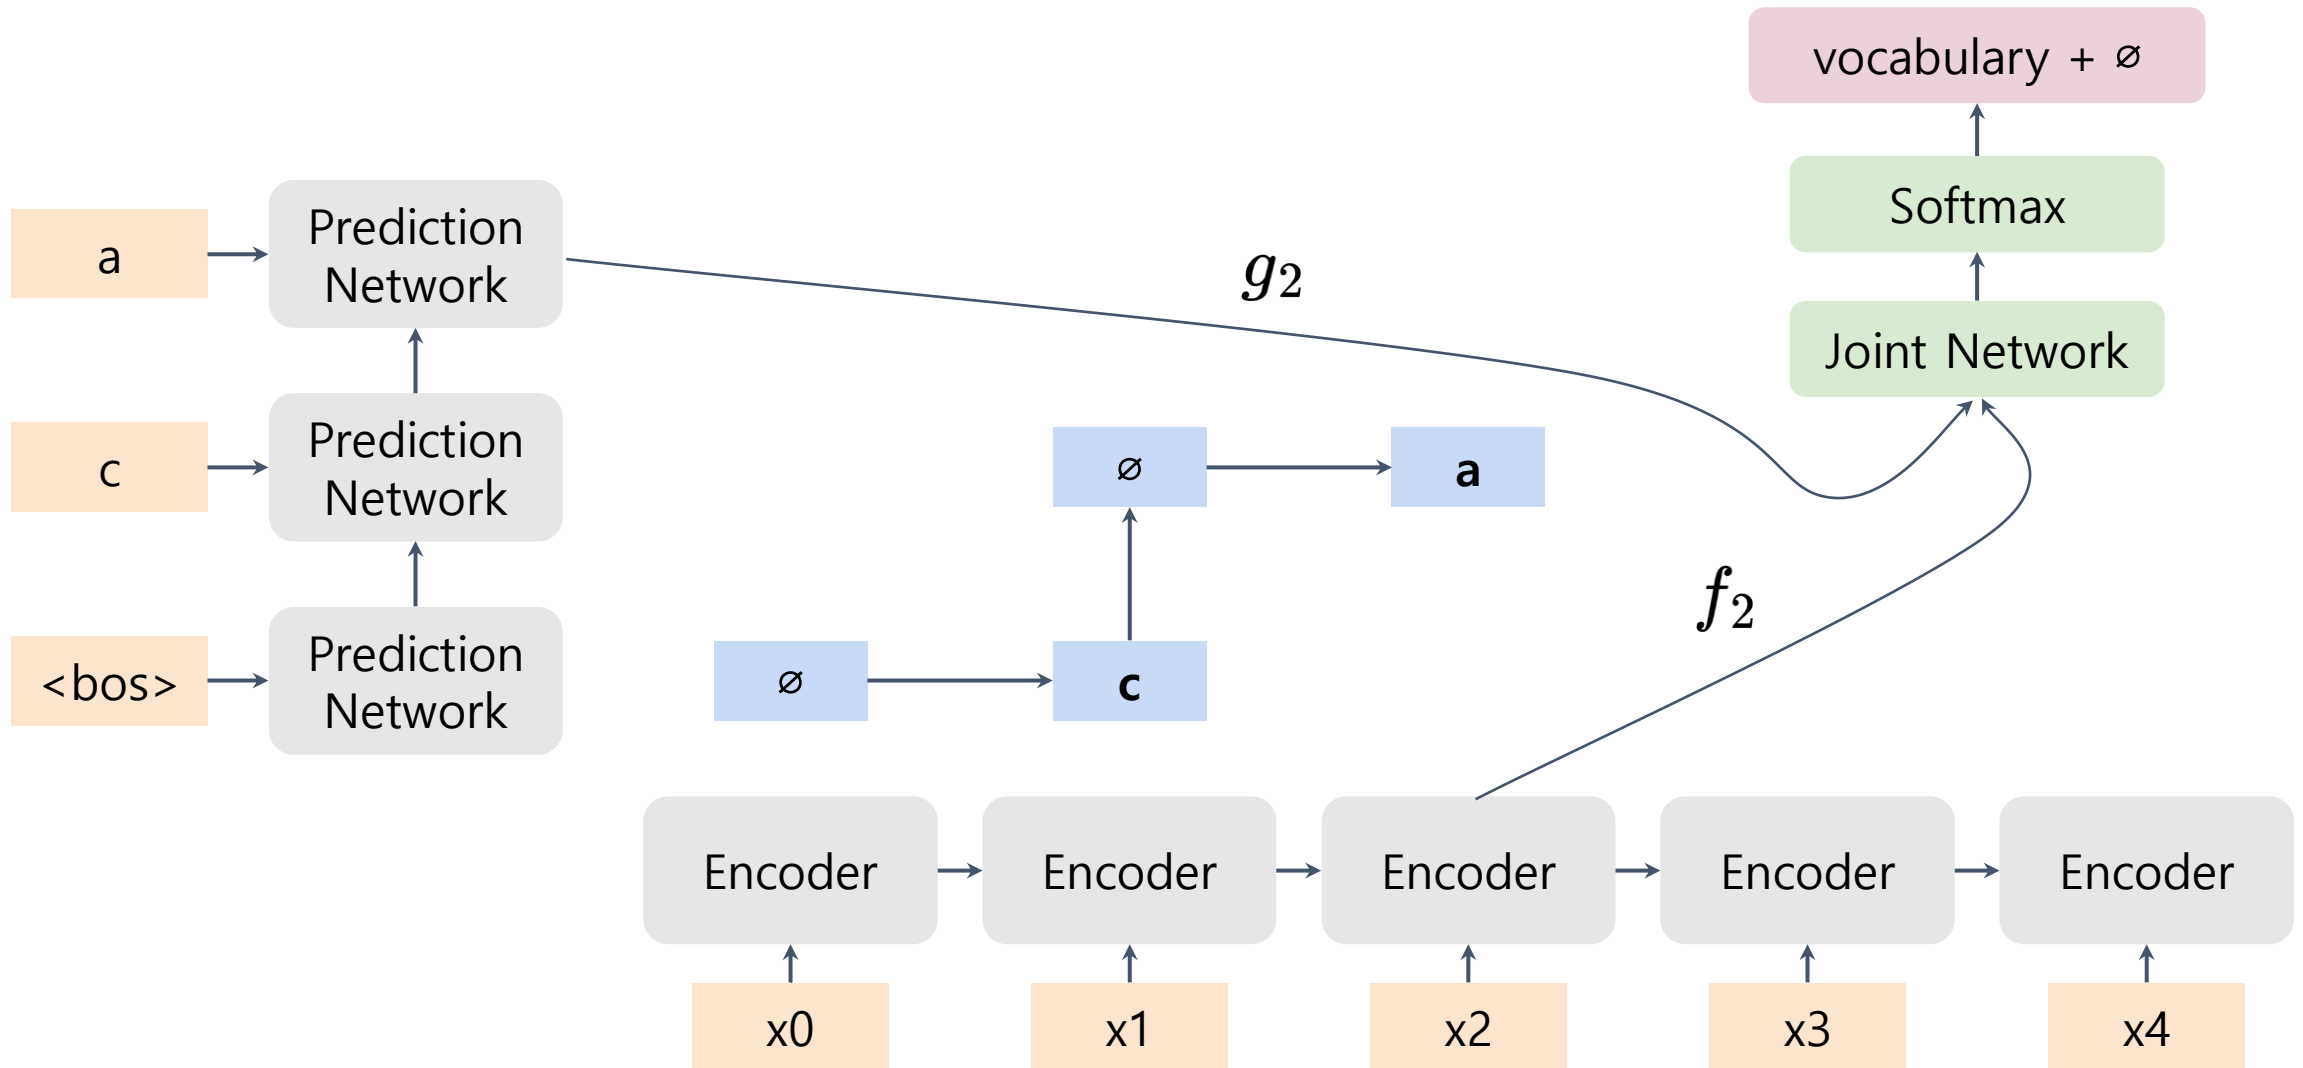 vocabulary + ∅
Softmax
Joint Network
a
Prediction
Network
g₂
c
Prediction
Network
∅
a
f₂
<bos>
Prediction
Network
∅
c
Encoder
Encoder
Encoder
Encoder
Encoder
x0
x1
x2
x3
x4